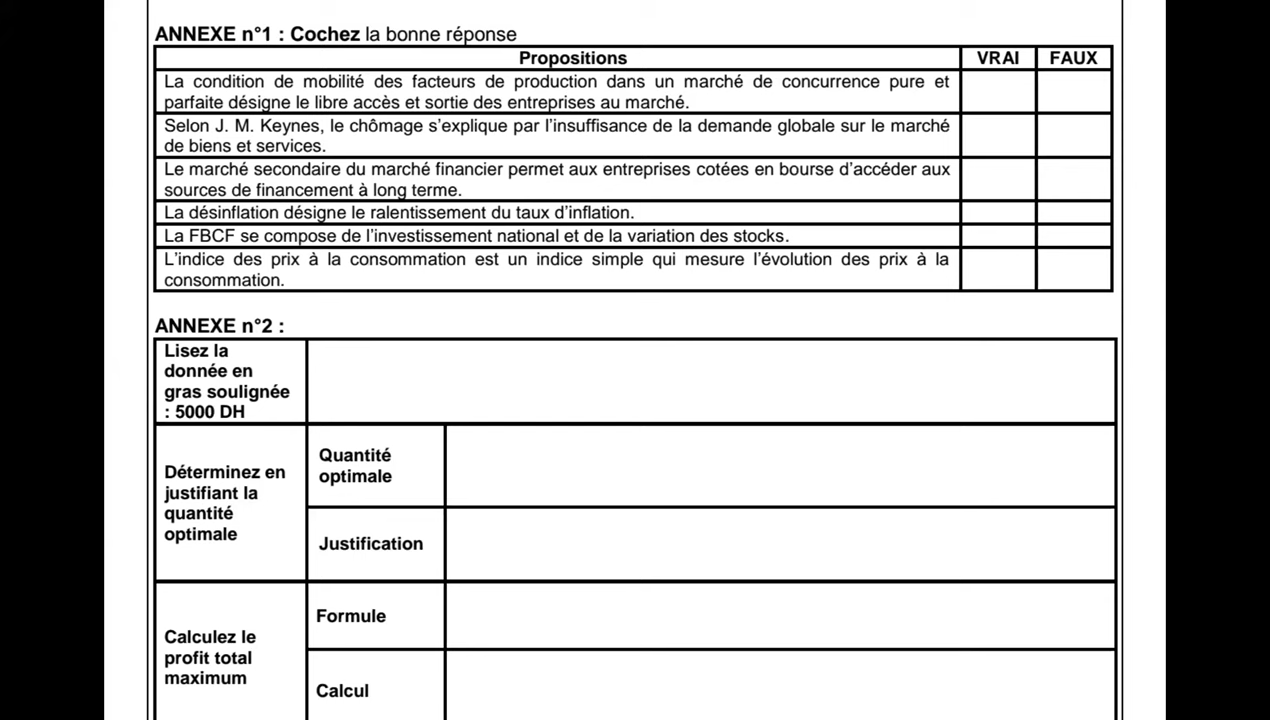 ANNEXE n°1 : Cochez la bonne réponse
Propositions VRAI FAUX
La condition de mobilité des facteurs de production dans un marché de concurrence pure et
parfaite désigne le libre accès et sortie des entreprises au marché.
Selon J. M. Keynes, le chômage s’explique par l’insuffisance de la demande globale sur le marché
de biens et services.
Le marché secondaire du marché financier permet aux entreprises cotées en bourse d’accéder aux
sources de financement à long terme.
La désinflation désigne le ralentissement du taux d’inflation.
La FBCF se compose de l’investissement national et de la variation des stocks.
L’indice des prix à la consommation est un indice simple qui mesure l’évolution des prix à la
consommation.
ANNEXE n°2 :
Lisez la
donnée en
gras soulignée
: 5000 DH
Déterminez en
justifiant la
quantité
optimale
Quantité
optimale
Justification
Calculez le
profit total
maximum
Formule
Calcul